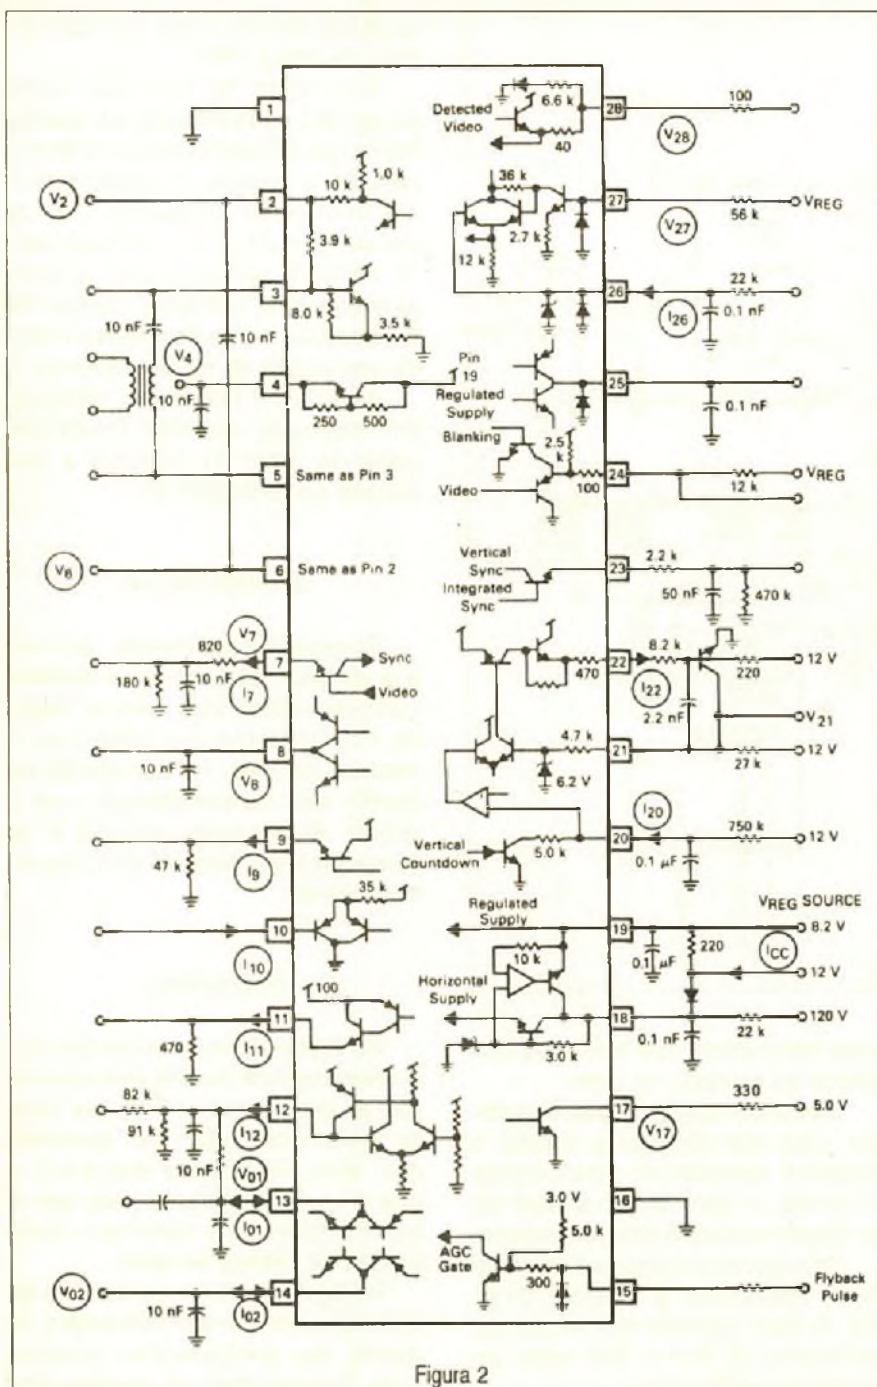 1
28
Detected Video
6.6 k
40
100
V28
V2
2
10 k
1.0 k
3.9 k
36 k
2.7 k
12 k
27
V27
56 k
VREG
3
8.0 k
3.5 k
10 nF
10 nF
26
I26
22 k
0.1 nF
V4
10 nF
4
250
500
Pin 19
Regulated Supply
25
0.1 nF
5
Same as Pin 3
Blanking
2.5 k
Video
100
24
12 k
VREG
V6
6
Same as Pin 2
Vertical Sync
Integrated Sync
23
2.2 k
50 nF
470 k
V7
820
180 k
10 nF
I7
7
Sync
Video
470
22
I22
8.2 k
2.2 nF
220
12 V
V21
10 nF
V8
8
4.7 k
6.2 V
21
27 k
12 V
47 k
I9
9
Vertical Countdown
5.0 k
20
I20
0.1 µF
750 k
12 V
35 k
10
I10
Regulated Supply
10 k
19
0.1 µF
220
VREG SOURCE
8.2 V
ICC
12 V
470
I11
11
100
Horizontal Supply
3.0 k
18
0.1 nF
22 k
120 V
82 k
91 k
10 nF
I12
12
17
V17
330
5.0 V
V01
I01
13
3.0 V
5.0 k
16
V02
10 nF
I02
14
AGC Gate
300
15
Flyback Pulse
Figura 2